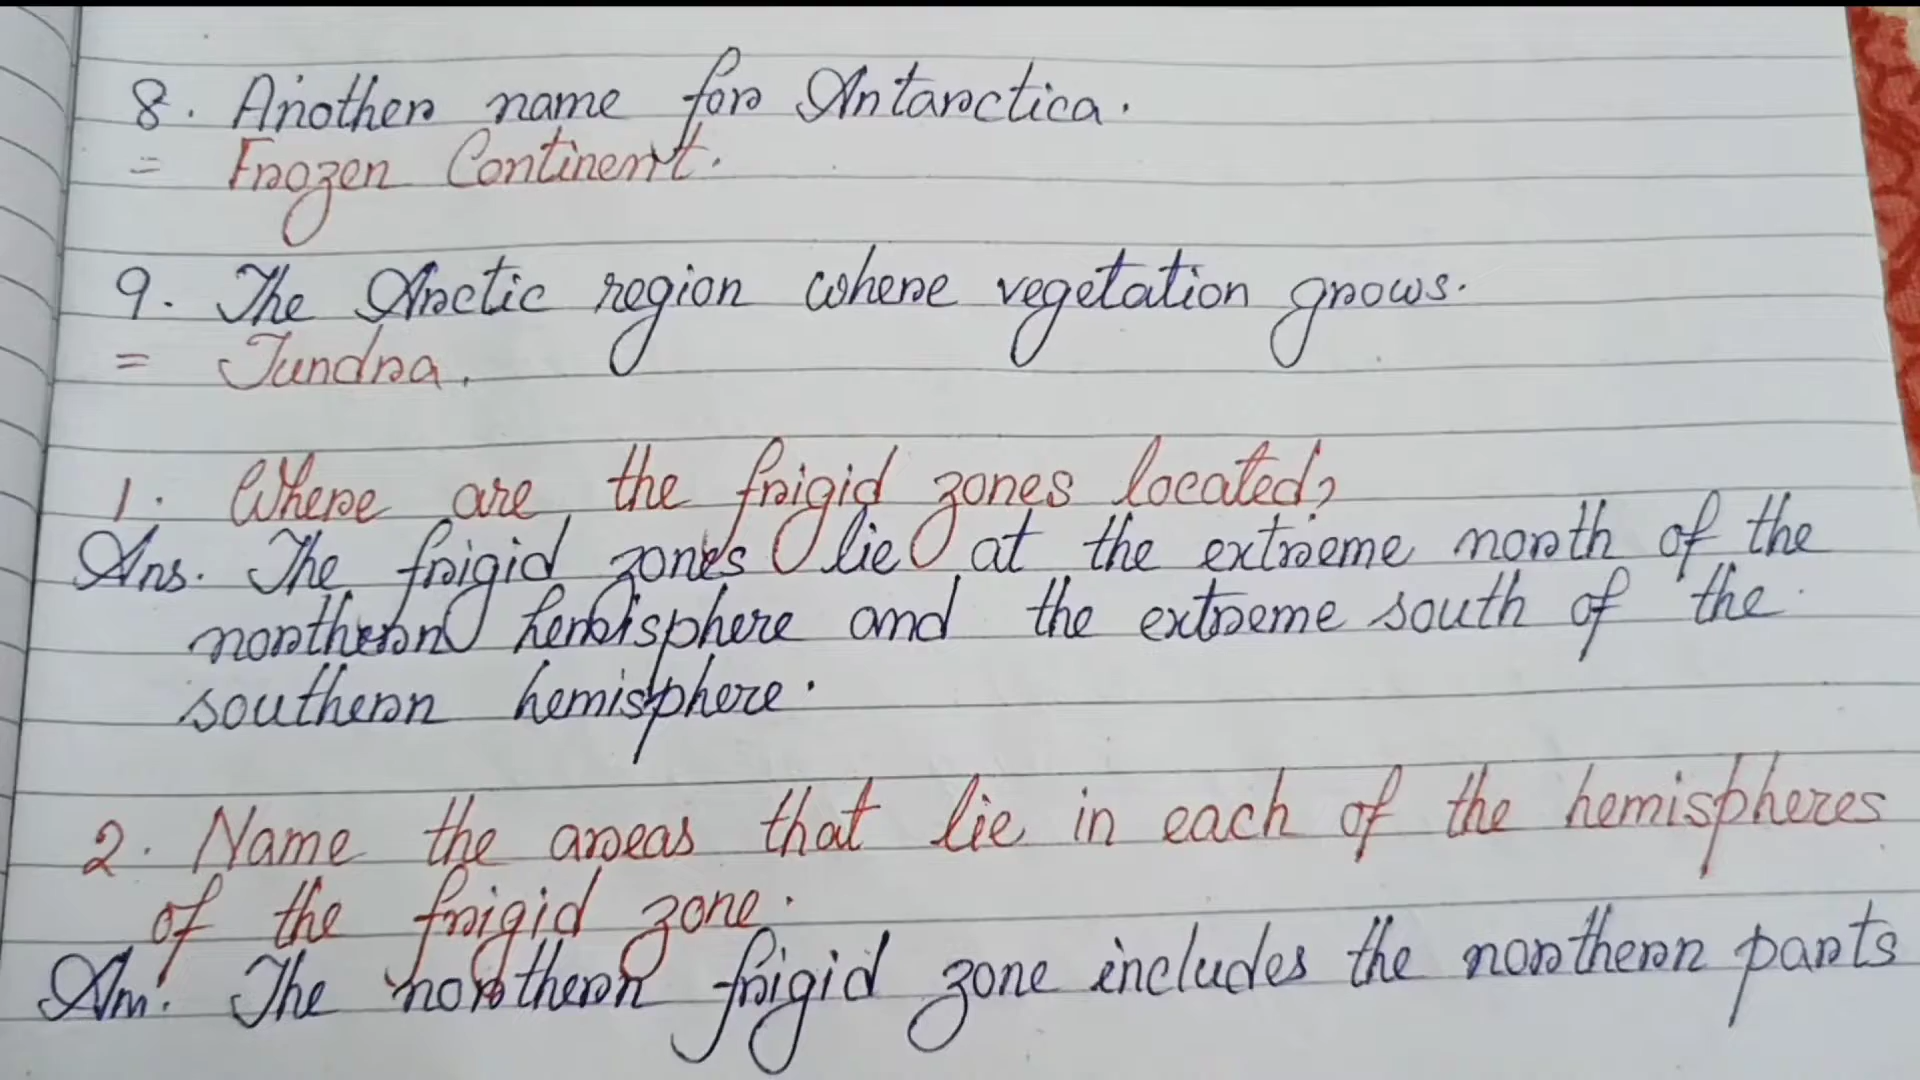 8. Another name for Antarctica.
= Frozen Continent.
9. The Arctic region where vegetation grows.
= Tundra.
1. Where are the frigid zones located?
Ans. The frigid zones lie at the extreme north of the
northern hemisphere and the extreme south of the
southern hemisphere.
2. Name the areas that lie in each of the hemispheres
of the frigid zone.
Ans. The northern frigid zone includes the northern parts